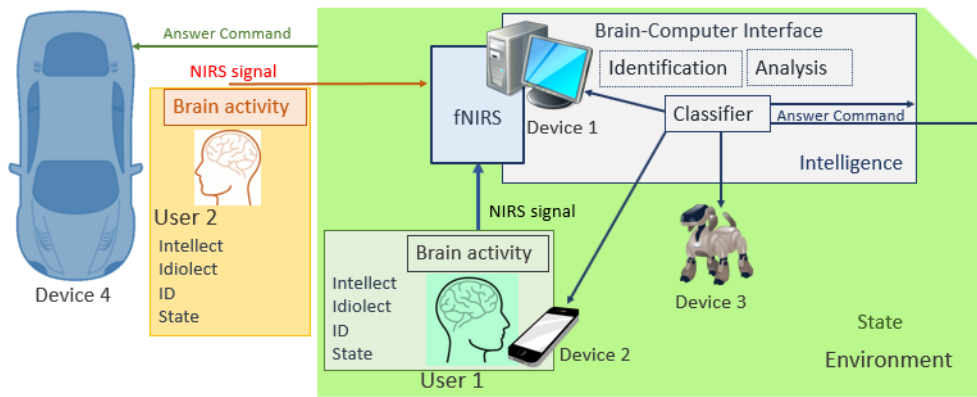 Answer Command
NIRS signal
Brain activity
User 2
Intellect
Idiolect
ID
State
Device 4
Brain-Computer Interface
Identification
Analysis
fNIRS
Device 1
Classifier
Answer Command
Intelligence
NIRS signal
Brain activity
Intellect
Idiolect
ID
State
User 1
Device 2
Device 3
State
Environment